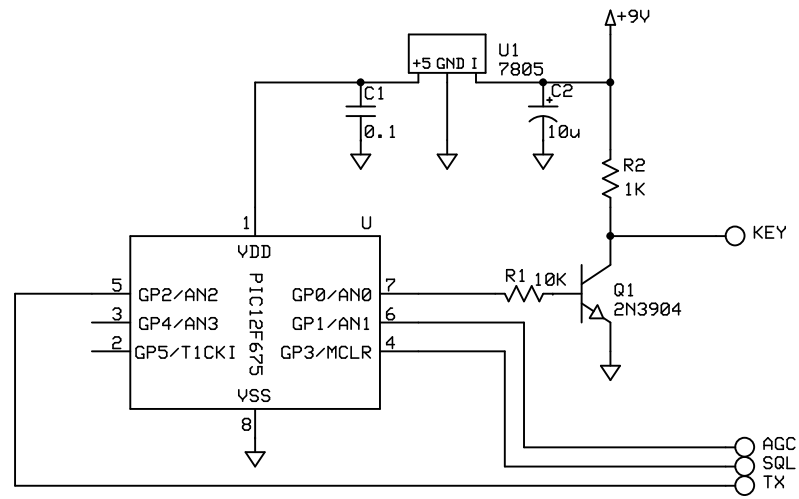 +9V
U1
+5 GND I
7805
C1
C2
+
0.1
10u
R2
1K
1
U
VDD
KEY
5
GP2/AN2
PIC12F675
GP0/AN0
7
R1
10K
Q1
2N3904
3
GP4/AN3
GP1/AN1
6
2
GP5/T1CKI
GP3/MCLR
4
VSS
8
AGC
SQL
TX